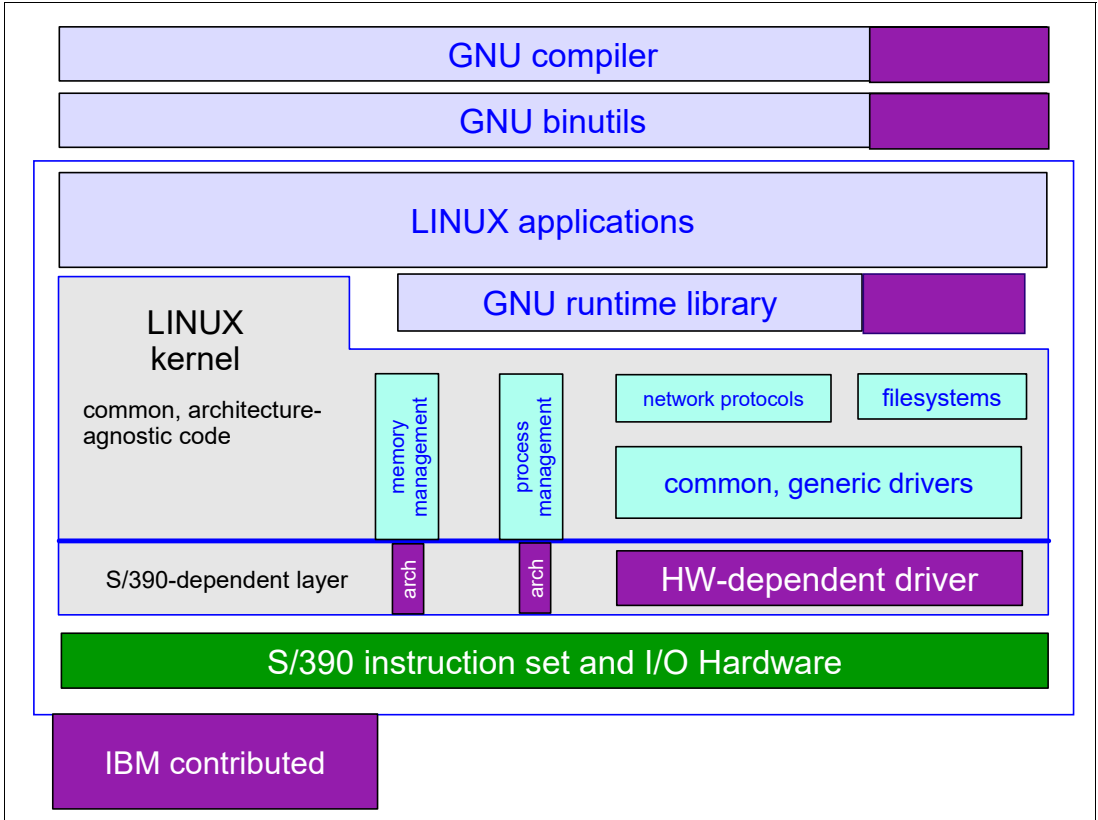 GNU compiler
GNU binutils
LINUX applications
GNU runtime library
LINUX
kernel
common, architecture-
agnostic code
memory
management
process
management
network protocols
filesystems
common, generic drivers
S/390-dependent layer
arch
arch
HW-dependent driver
S/390 instruction set and I/O Hardware
IBM contributed